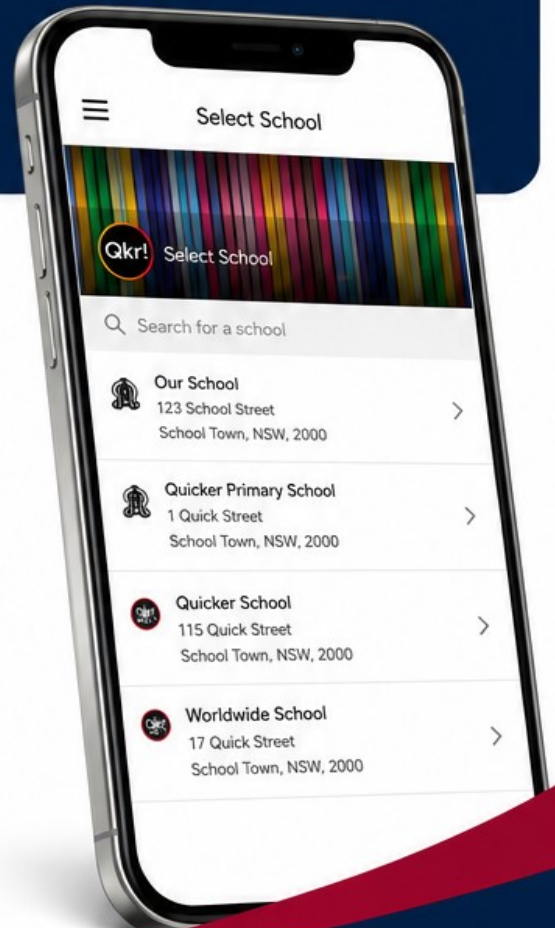 Select School
Qkr! Select School
Search for a school
Our School
123 School Street
School Town, NSW, 2000
Quicker Primary School
1 Quick Street
School Town, NSW, 2000
Quicker School
115 Quick Street
School Town, NSW, 2000
Worldwide School
17 Quick Street
School Town, NSW, 2000